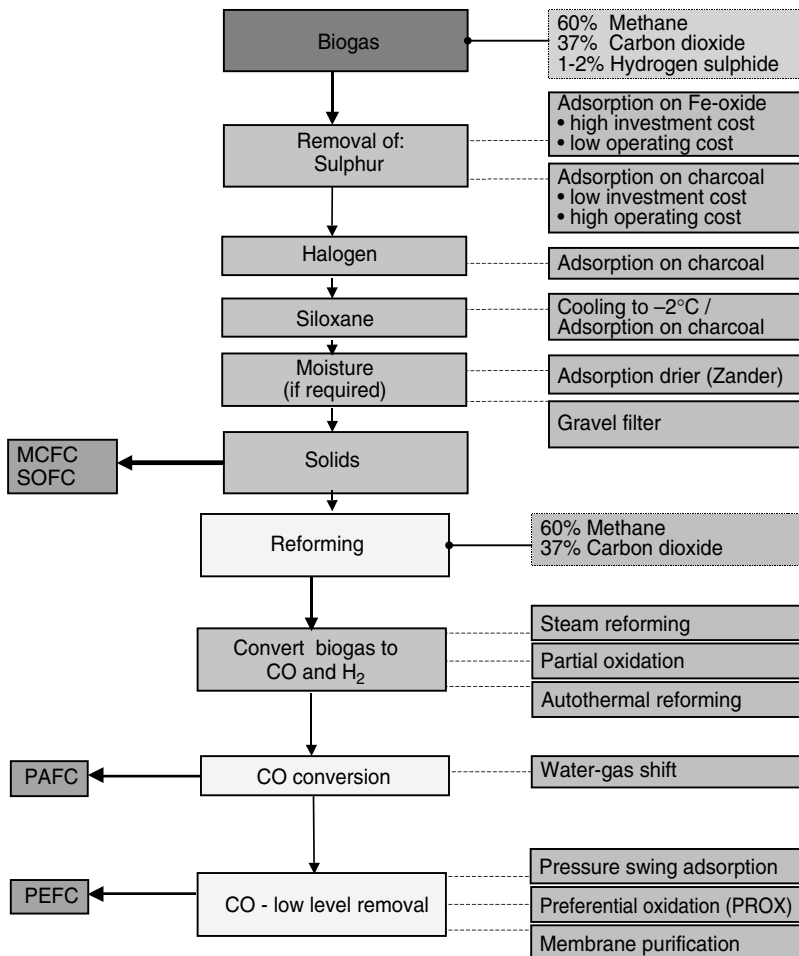 Biogas
60% Methane
37% Carbon dioxide
1-2% Hydrogen sulphide
Removal of:
Sulphur
Adsorption on Fe-oxide
• high investment cost
• low operating cost
Adsorption on charcoal
• low investment cost
• high operating cost
Halogen
Adsorption on charcoal
Siloxane
Cooling to –2°C /
Adsorption on charcoal
Moisture
(if required)
Adsorption drier (Zander)
Gravel filter
MCFC
SOFC
Solids
Reforming
60% Methane
37% Carbon dioxide
Convert biogas to
CO and H₂
Steam reforming
Partial oxidation
Autothermal reforming
PAFC
CO conversion
Water-gas shift
PEFC
CO - low level removal
Pressure swing adsorption
Preferential oxidation (PROX)
Membrane purification